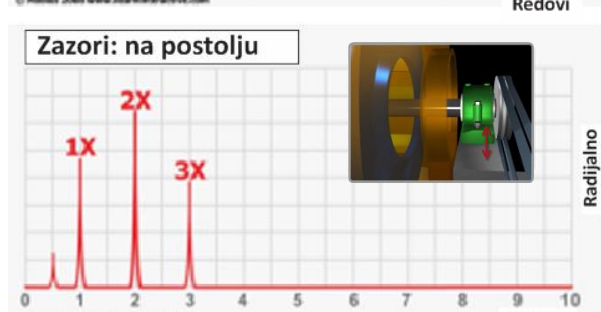 Redovi
Zazori: na postolju
1X
2X
3X
Radijalno
0 1 2 3 4 5 6 7 8 9 10